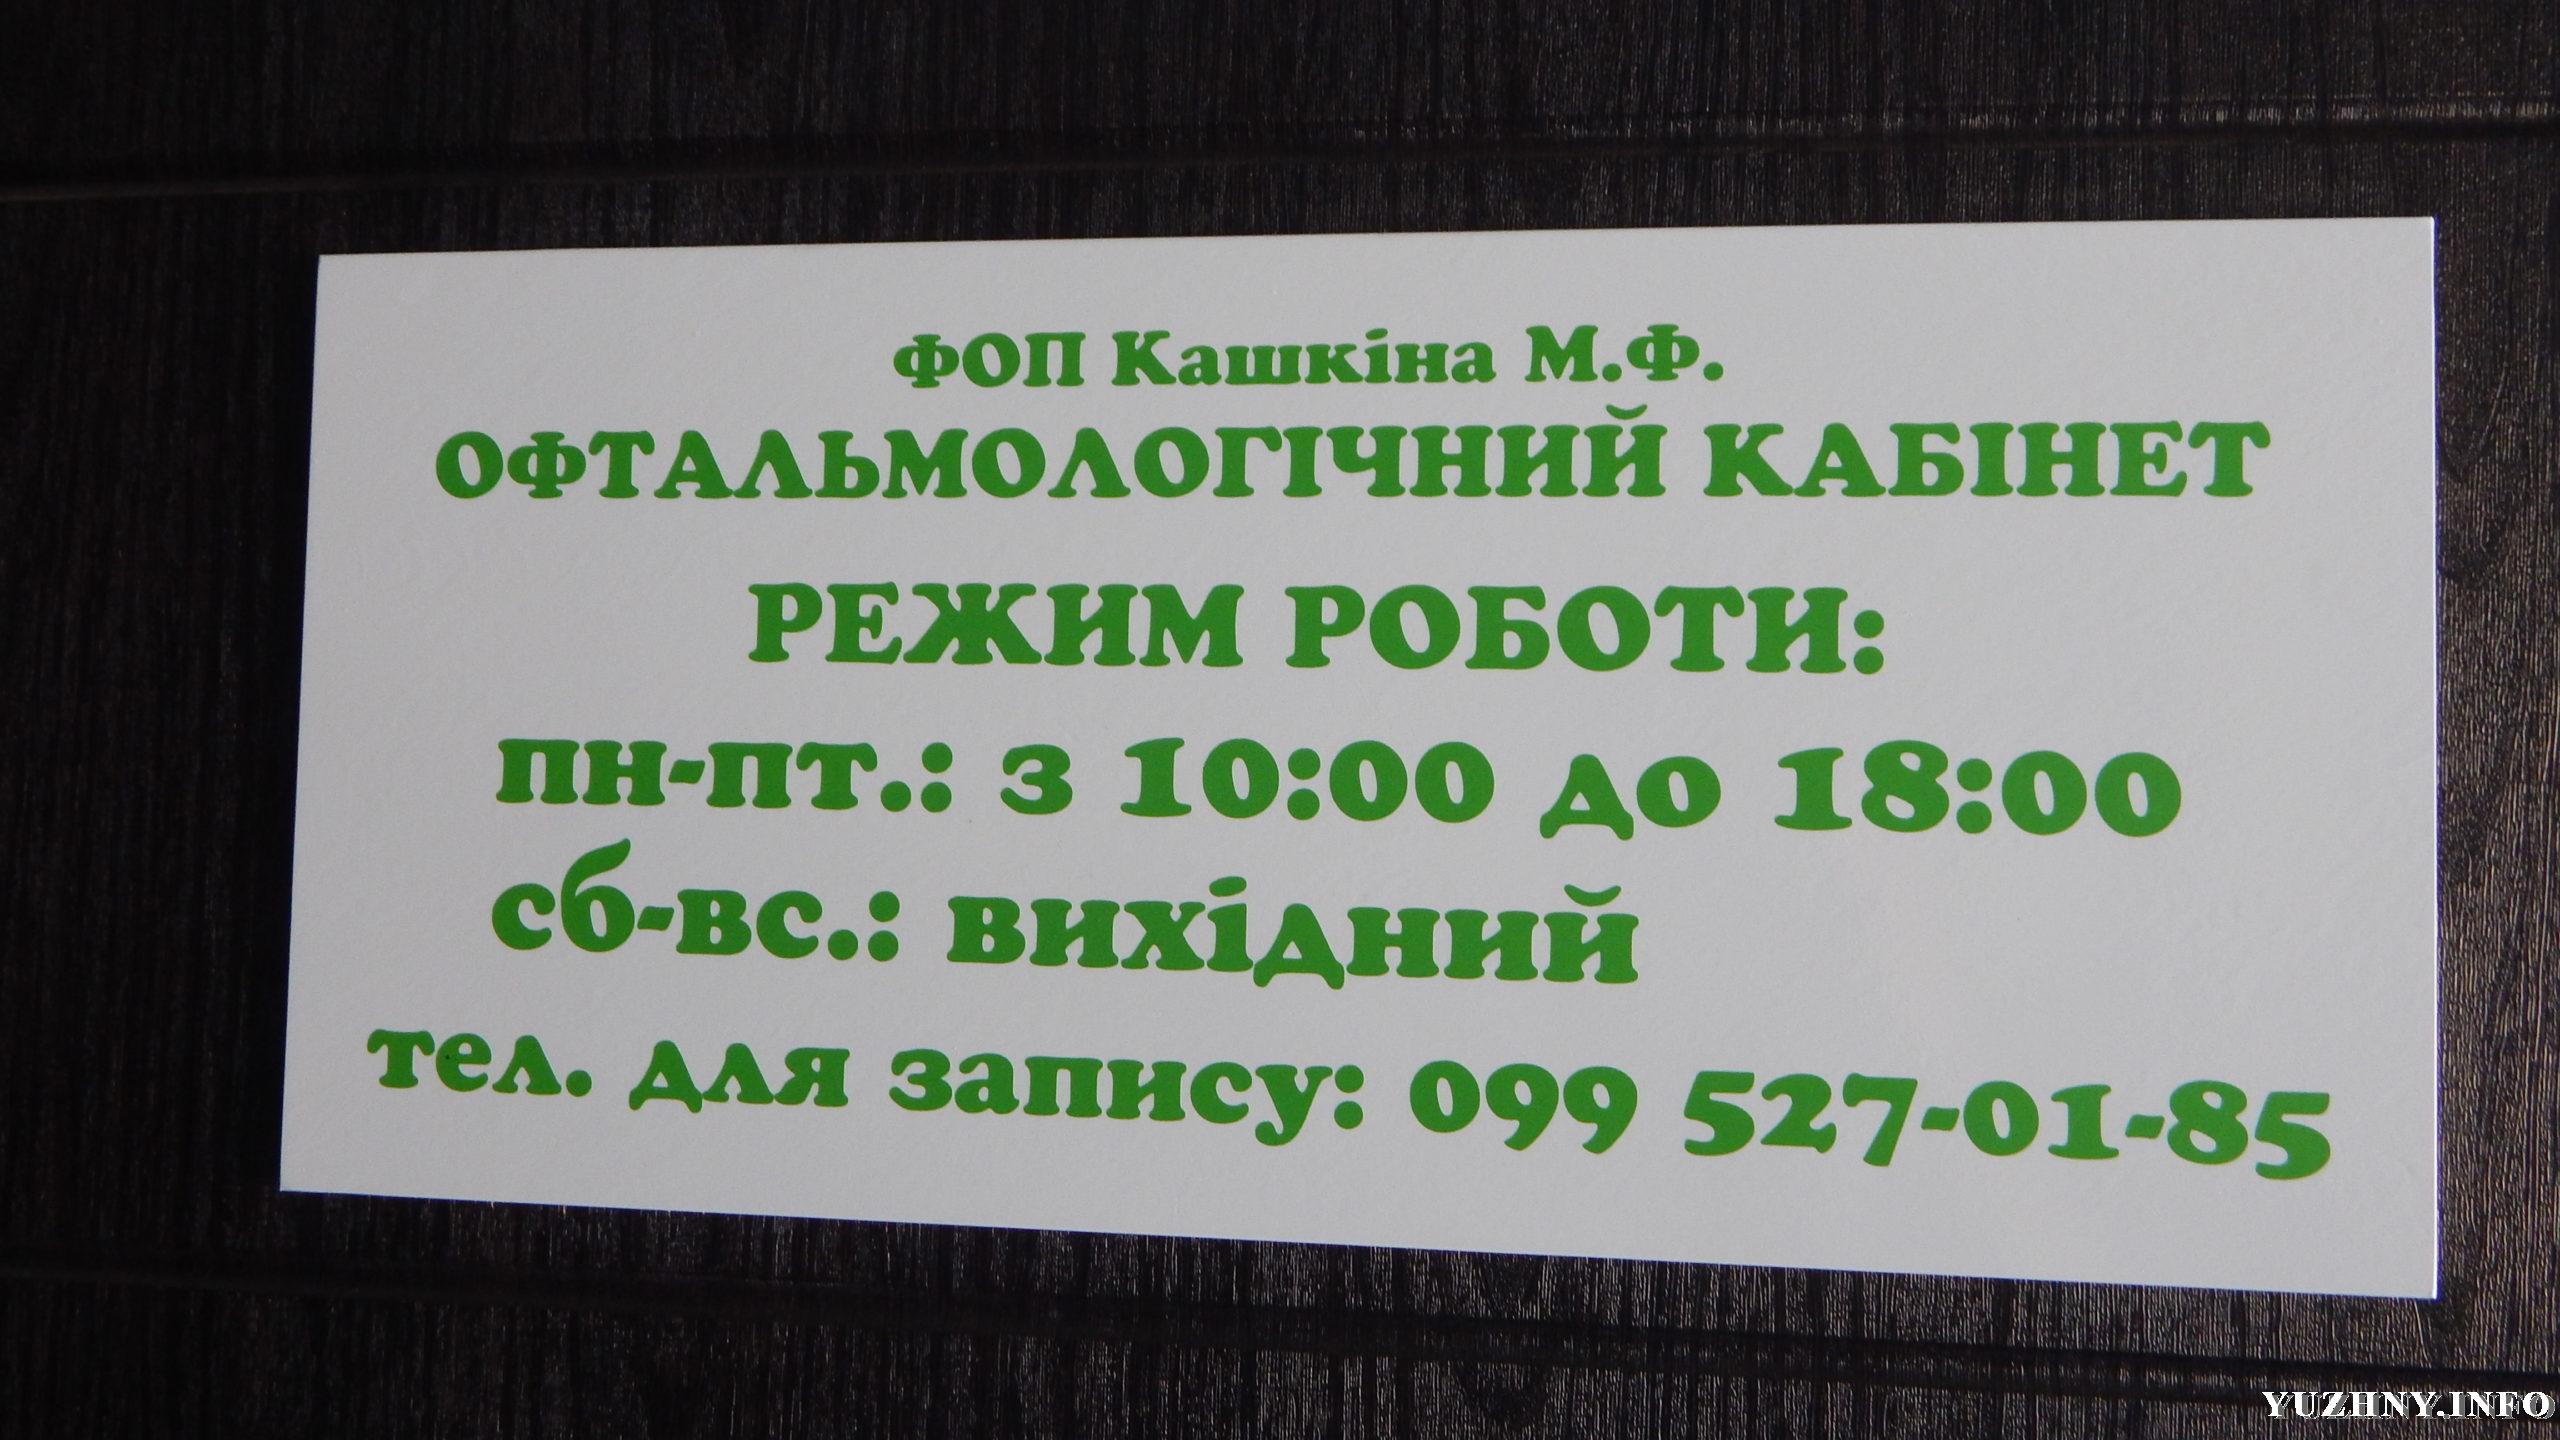 ФОП Кашкіна М.Ф.
ОФТАЛЬМОЛОГІЧНИЙ КАБІНЕТ
РЕЖИМ РОБОТИ:
пн-пт.: з 10:00 до 18:00
сб-вс.: вихідний
тел. для запису: 099 527-01-85
YUZHNY.INFO